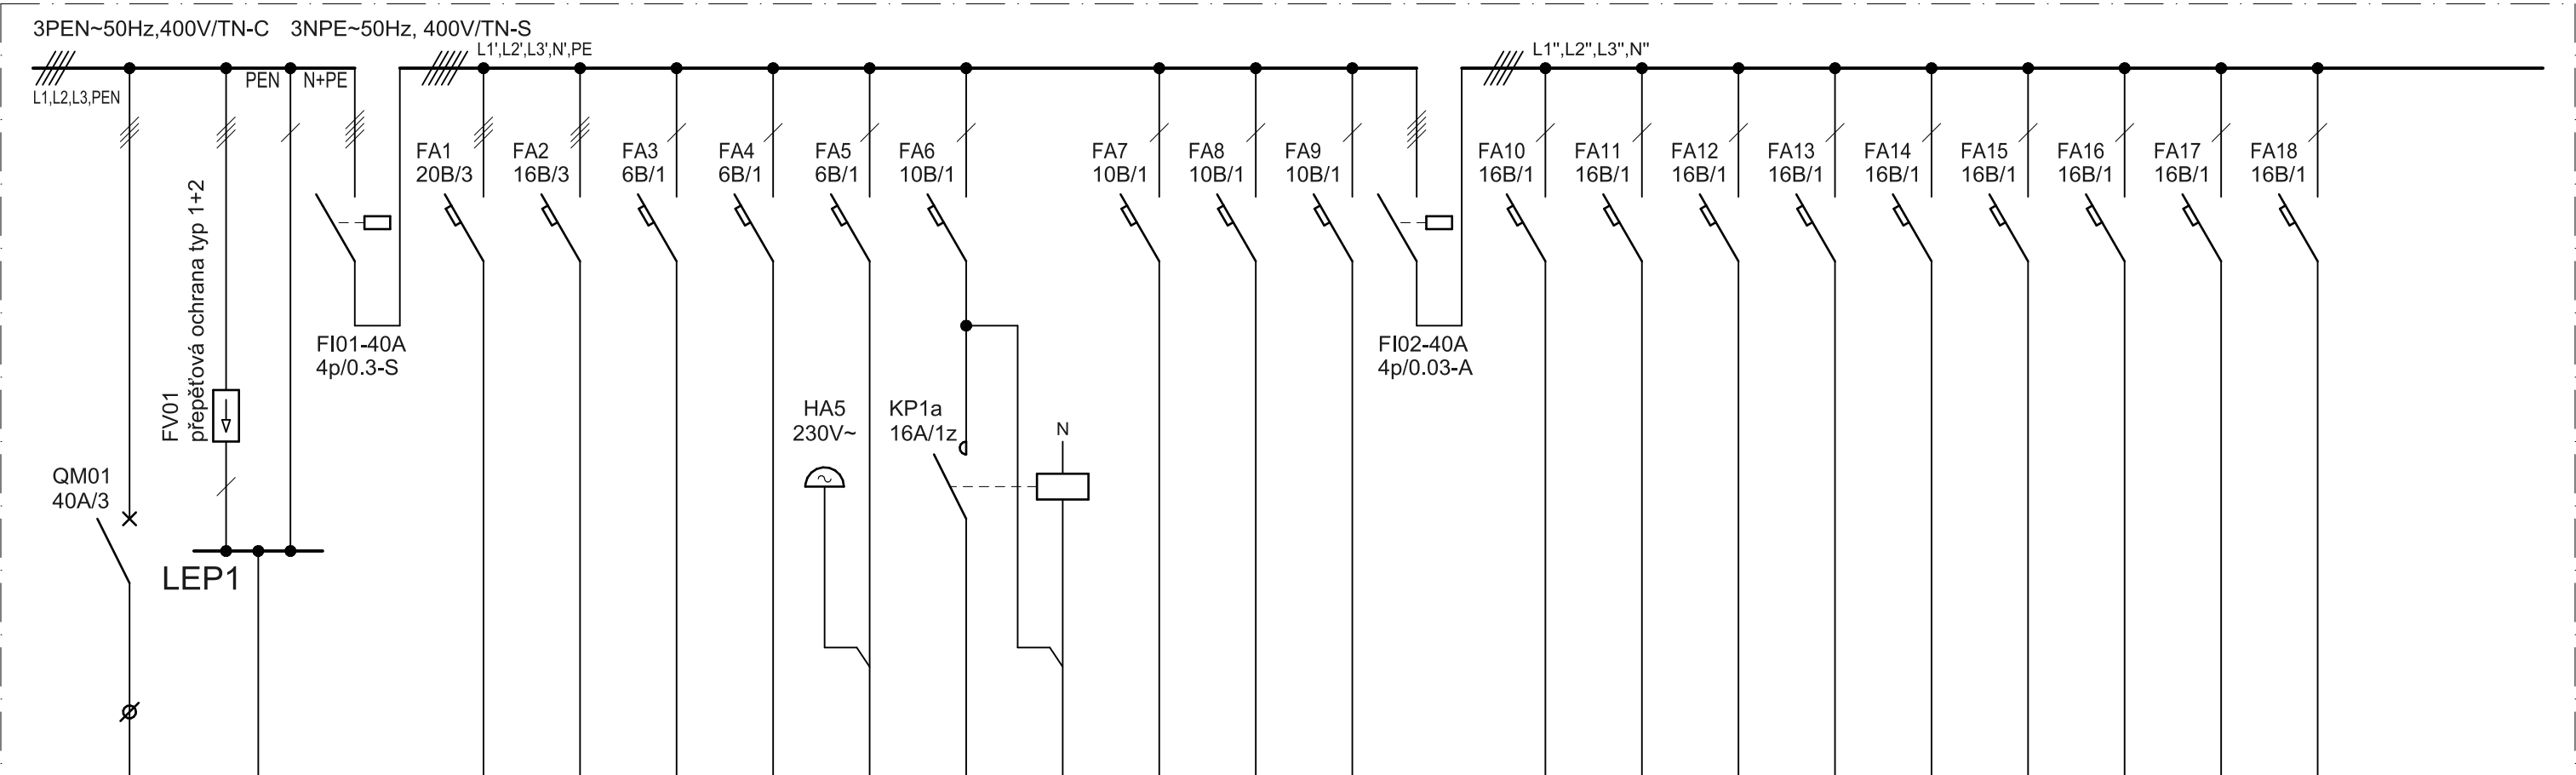 3PEN~50Hz,400V/TN-C
3NPE~50Hz, 400V/TN-S
L1',L2',L3',N',PE
L1'',L2'',L3'',N''
L1,L2,L3,PEN
PEN
N+PE
FV01
přepěťová ochrana typ 1+2
FI01-40A
4p/0.3-S
FA1
20B/3
FA2
16B/3
FA3
6B/1
FA4
6B/1
FA5
6B/1
FA6
10B/1
FA7
10B/1
FA8
10B/1
FA9
10B/1
FI02-40A
4p/0.03-A
FA10
16B/1
FA11
16B/1
FA12
16B/1
FA13
16B/1
FA14
16B/1
FA15
16B/1
FA16
16B/1
FA17
16B/1
FA18
16B/1
HA5
230V~
KP1a
16A/1z
N
QM01
40A/3
LEP1